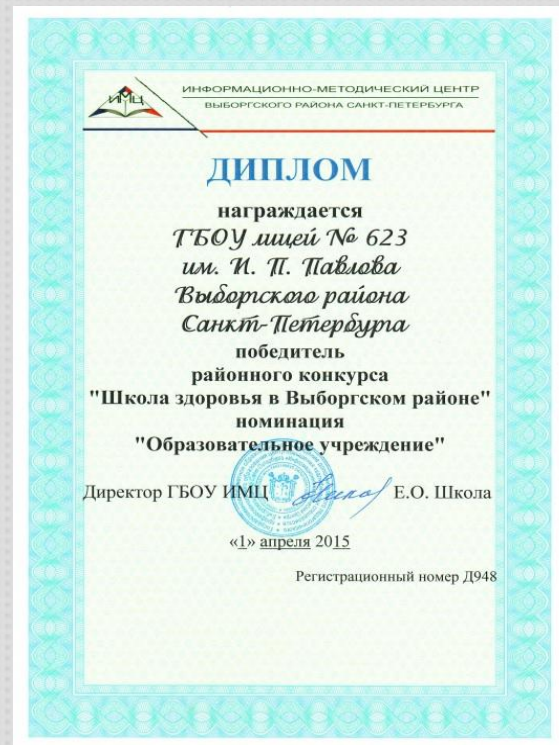 ИМЦ
ИНФОРМАЦИОННО-МЕТОДИЧЕСКИЙ ЦЕНТР
ВЫБОРГСКОГО РАЙОНА САНКТ-ПЕТЕРБУРГА
ДИПЛОМ
награждается
ГБОУ лицей № 623
им. И. П. Павлова
Выборгского района
Санкт-Петербурга
победитель
районного конкурса
"Школа здоровья в Выборгском районе"
номинация
"Образовательное учреждение"
Директор ГБОУ ИМЦ Е.О. Школа
«1» апреля 2015
Регистрационный номер Д948